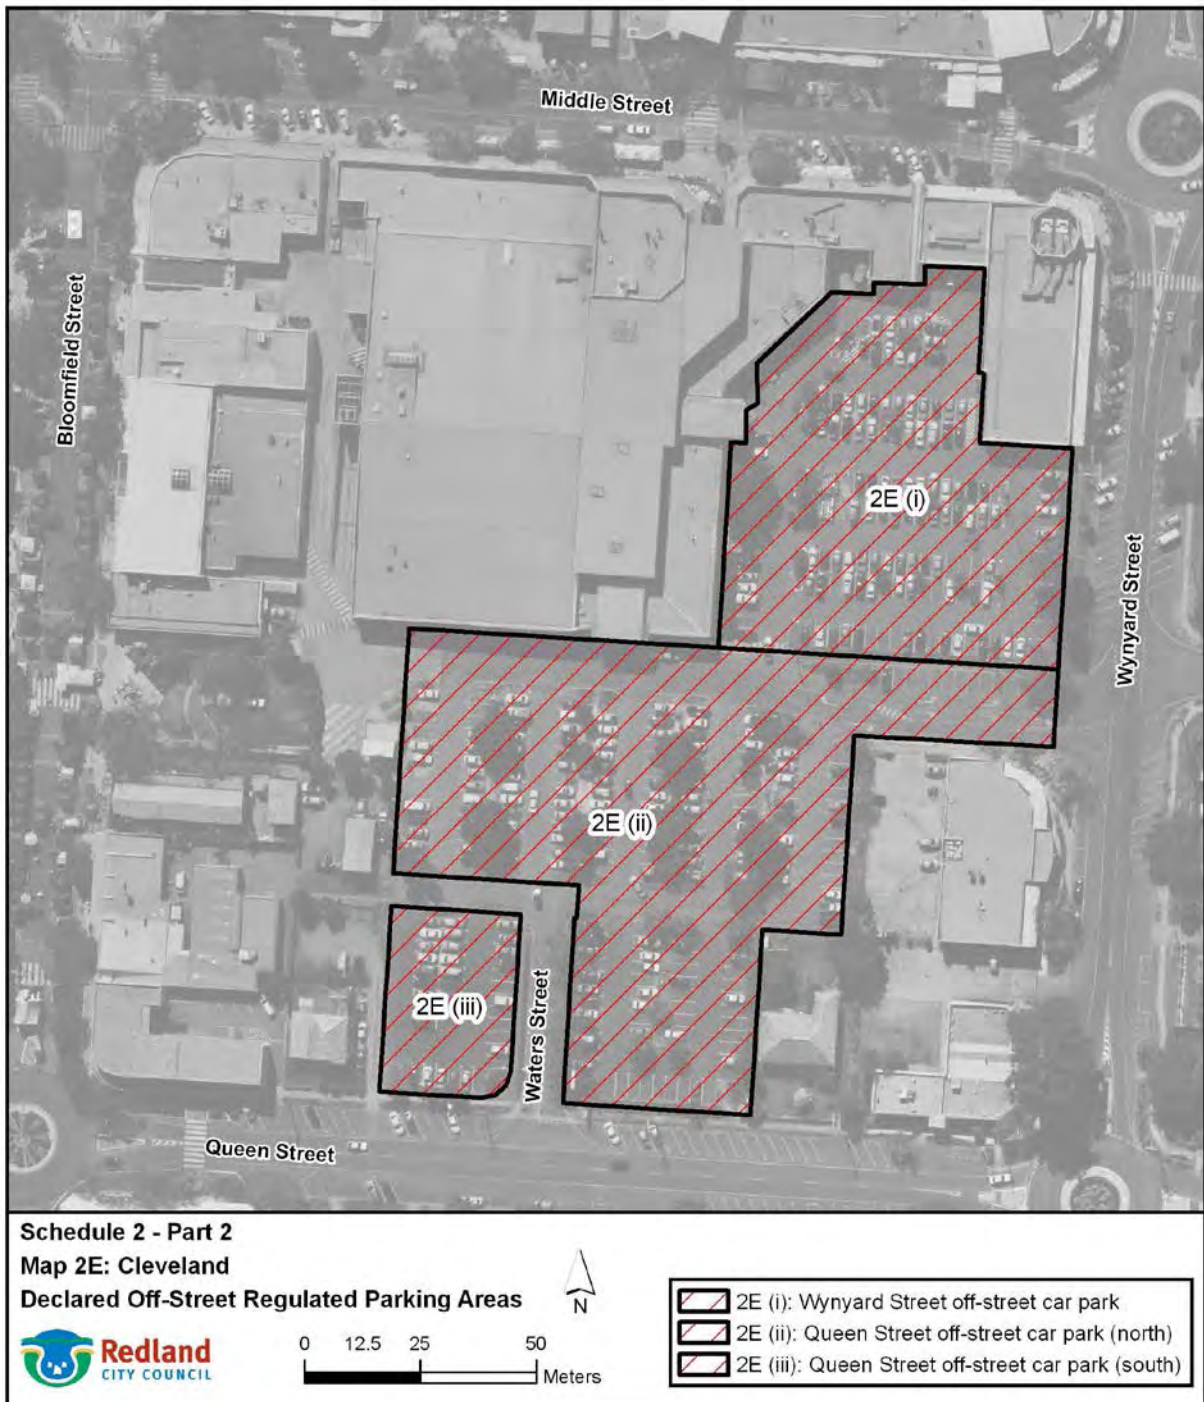 Middle Street
Bloomfield Street
2E (i)
Wynyard Street
2E (ii)
2E (iii)
Waters Street
Queen Street
Schedule 2 - Part 2
Map 2E: Cleveland
Declared Off-Street Regulated Parking Areas
N
Redland
CITY COUNCIL
0 12.5 25 50
Meters
2E (i): Wynyard Street off-street car park
2E (ii): Queen Street off-street car park (north)
2E (iii): Queen Street off-street car park (south)